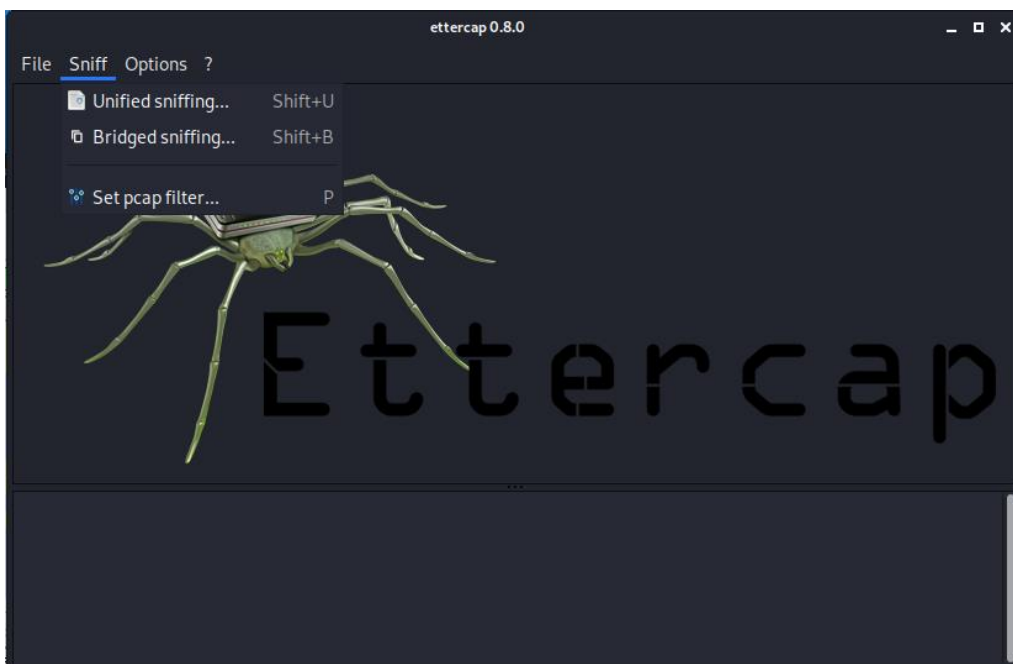 ettercap 0.8.0
File Sniff Options ?
Unified sniffing... Shift+U
Bridged sniffing... Shift+B
Set pcap filter... P
Ettercap